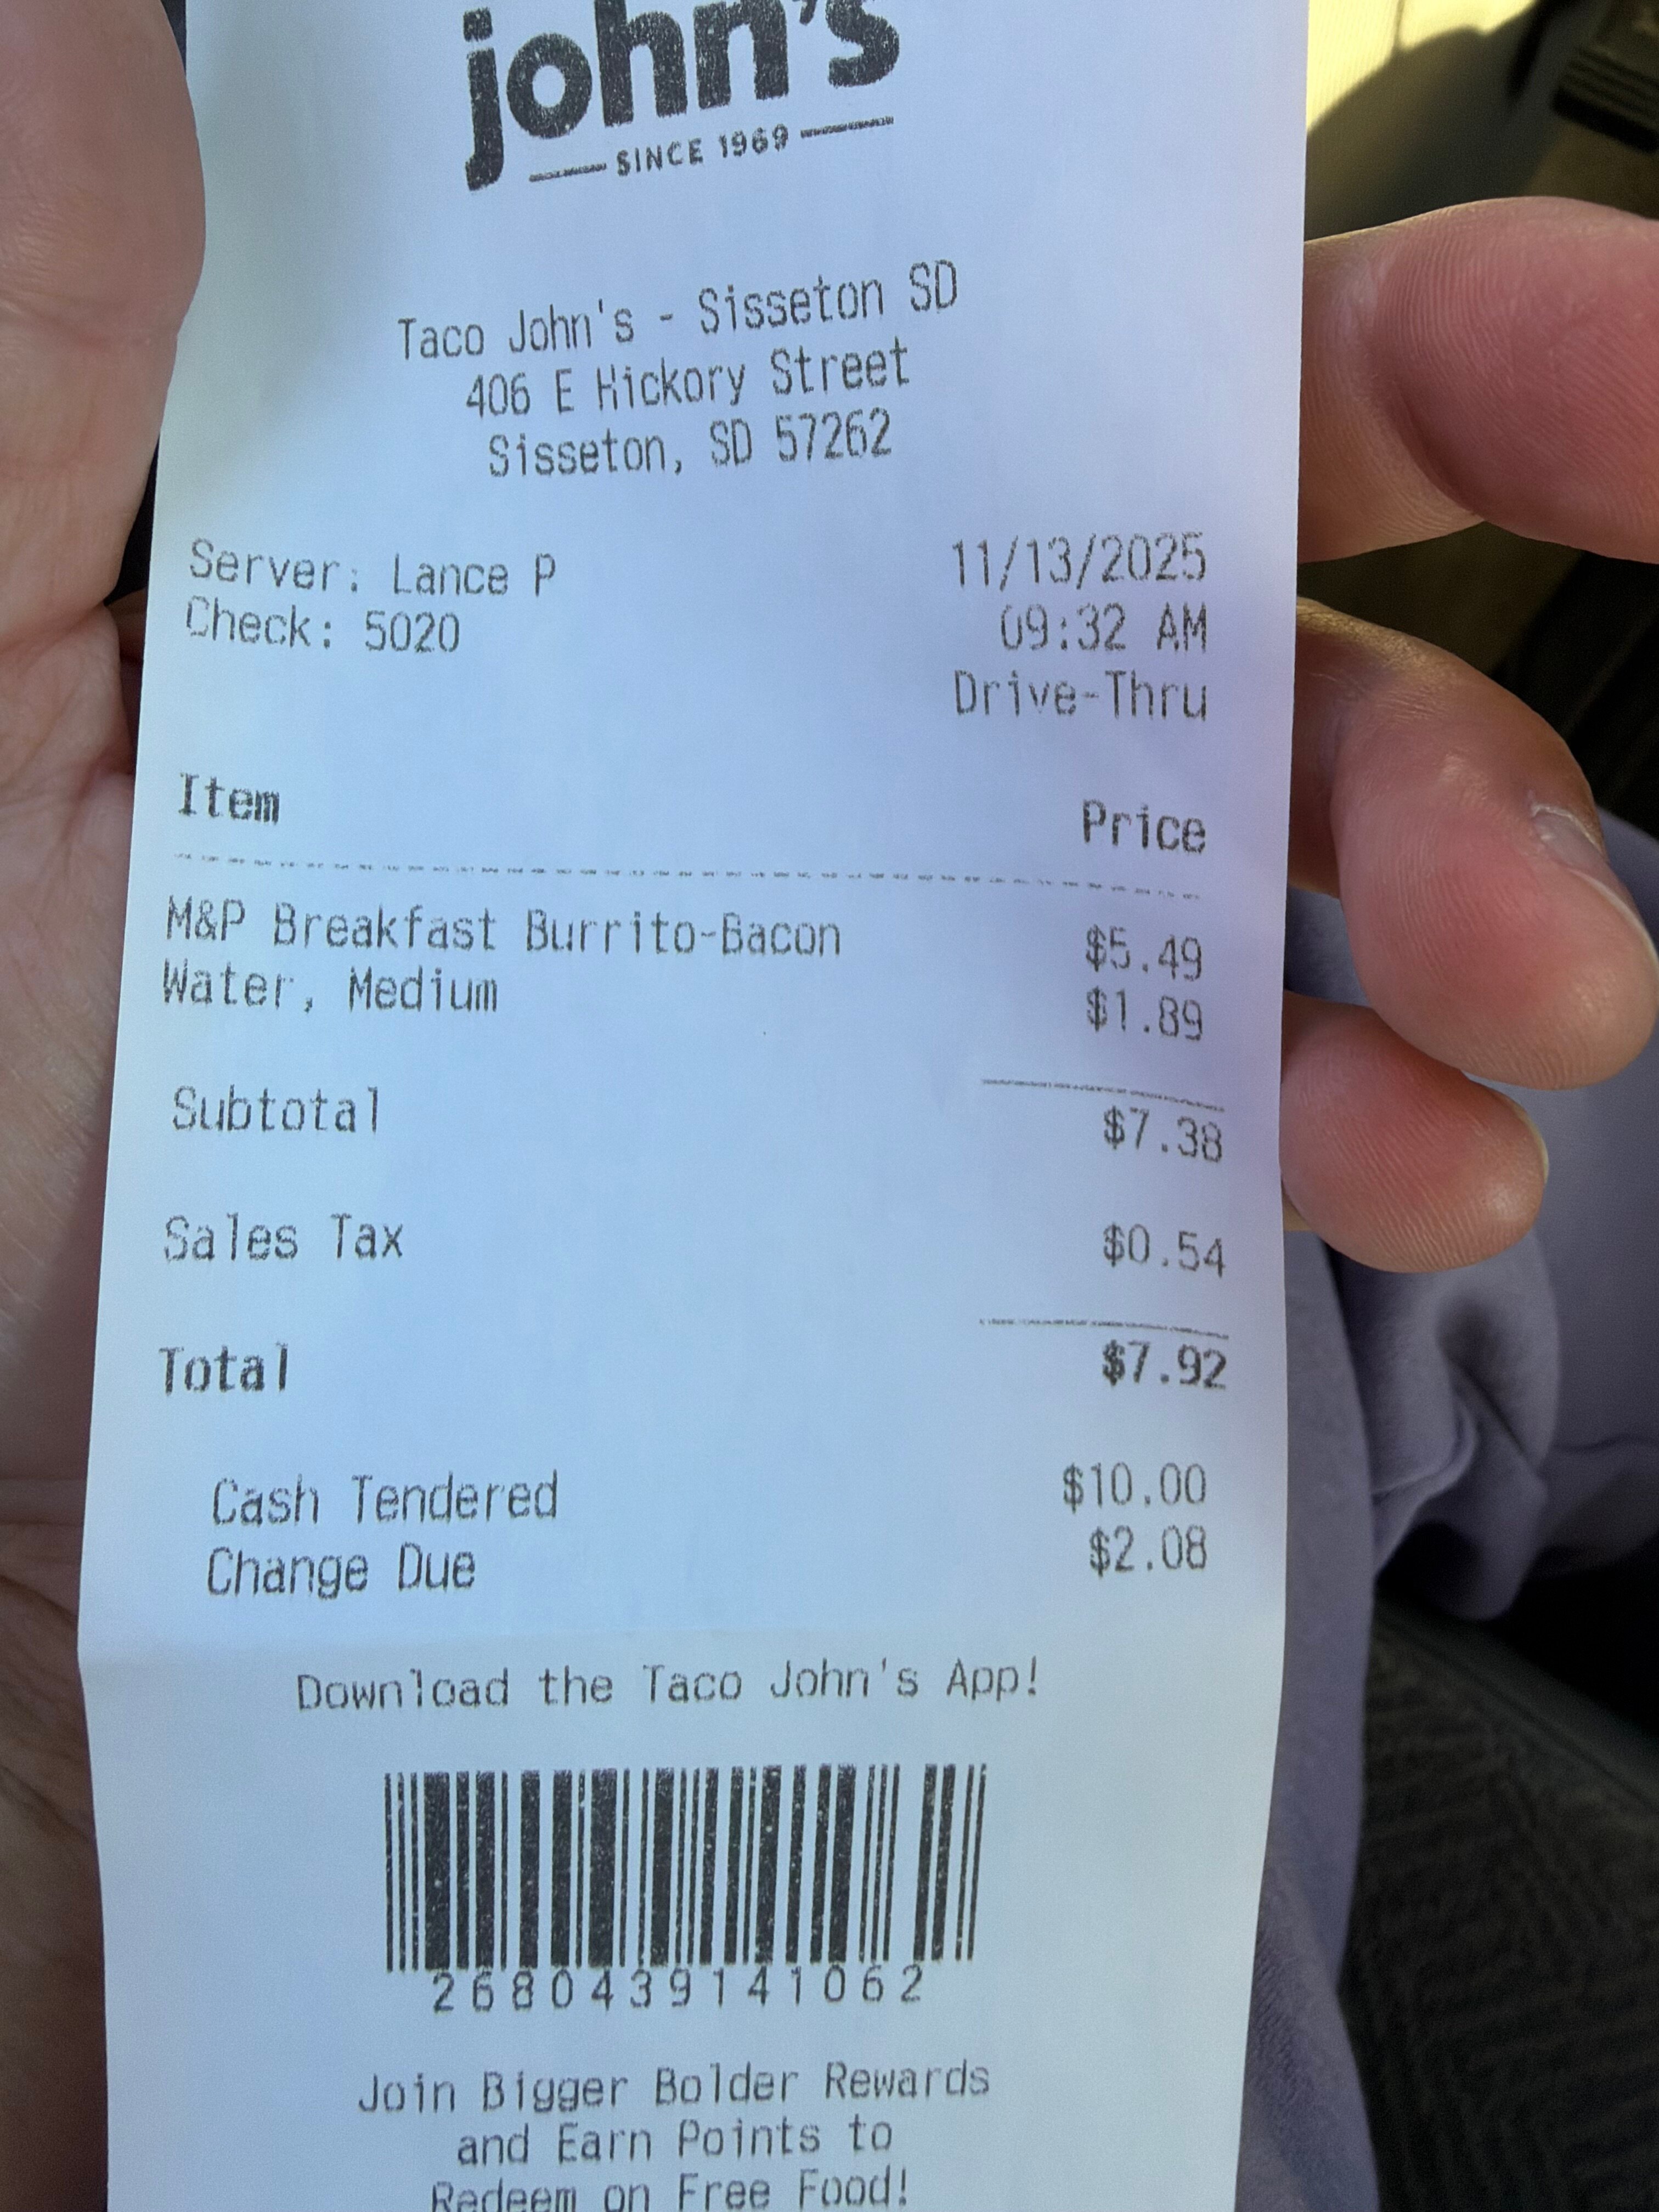 john's
SINCE 1969
Taco John's - Sisseton SD
406 E Hickory Street
Sisseton, SD 57262
Server: Lance P 11/13/2025
Check: 5020 09:32 AM
Drive-Thru
Item Price
M&P Breakfast Burrito-Bacon $5.49
Water, Medium $1.89
Subtotal $7.38
Sales Tax $0.54
Total $7.92
Cash Tendered $10.00
Change Due $2.08
Download the Taco John's App!
2680439141062
Join Bigger Bolder Rewards
and Earn Points to
Redeem on Free Food!